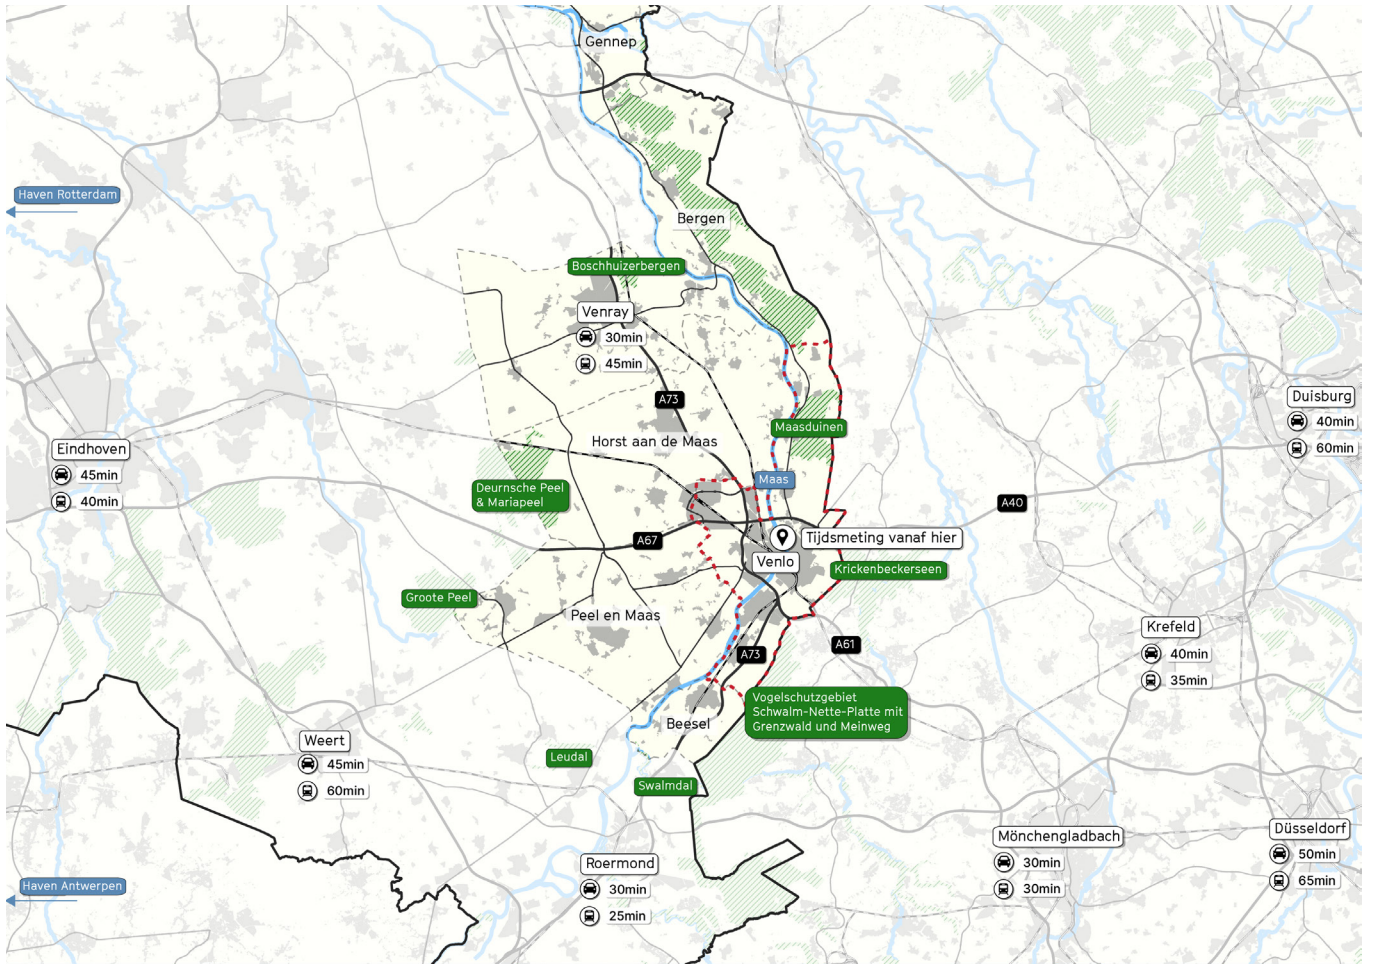 Gennep
Haven Rotterdam
Bergen
Boschhuizerbergen
Venray
30min
45min
A73
Duisburg
40min
60min
Maasduinen
Horst aan de Maas
Eindhoven
45min
40min
Maas
Deurnsche Peel
& Mariapeel
A40
A67
Tijdsmeting vanaf hier
Venlo
Krickenbeckerseen
Groote Peel
Peel en Maas
Krefeld
40min
35min
A61
A73
Vogelschutzgebiet
Schwalm-Nette-Platte mit
Grenzwald und Meinweg
Beesel
Weert
45min
60min
Leudal
Swalmdal
Mönchengladbach
30min
30min
Düsseldorf
50min
65min
Roermond
30min
25min
Haven Antwerpen